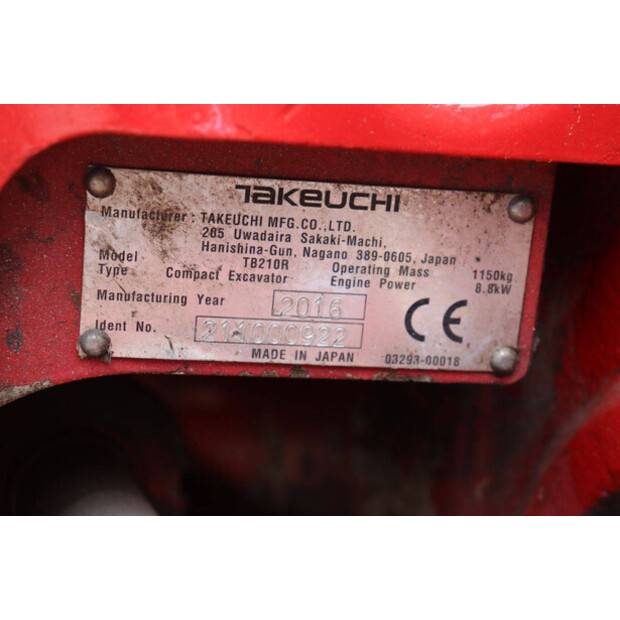 TAKEUCHI
Manufacturer : TAKEUCHI MFG.CO.,LTD.
265 Uwadaira Sakaki-Machi,
Hanishina-Gun, Nagano 389-0605, Japan
Model TB210R Operating Mass 1150kg
Type Compact Excavator Engine Power 8.8kW
Manufacturing Year 2016
Ident No. 211000922
CE
MADE IN JAPAN 03293-00018